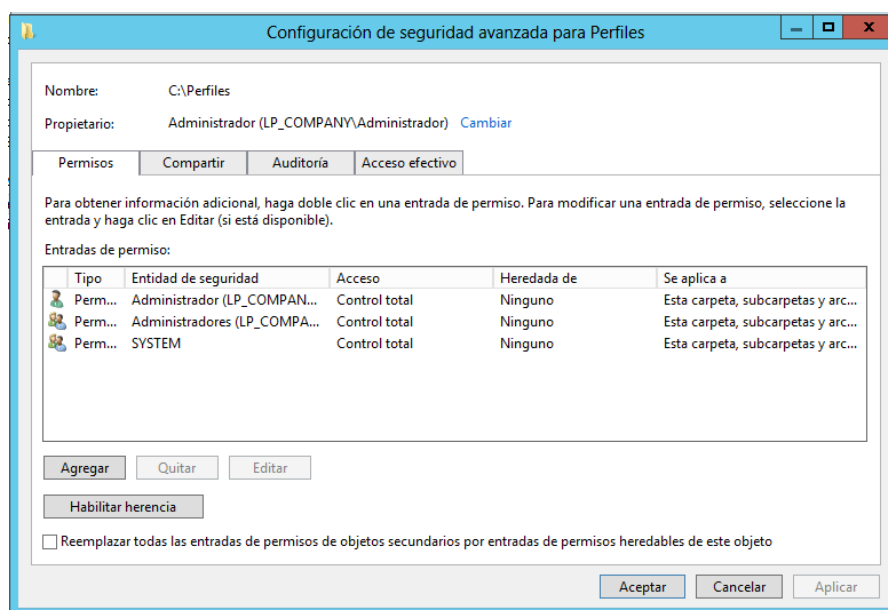 Configuración de seguridad avanzada para Perfiles
Nombre: C:\Perfiles
Propietario: Administrador (LP_COMPANY\Administrador) Cambiar
Permisos Compartir Auditoría Acceso efectivo
Para obtener información adicional, haga doble clic en una entrada de permiso. Para modificar una entrada de permiso, seleccione la
entrada y haga clic en Editar (si está disponible).
Entradas de permiso:
Tipo Entidad de seguridad Acceso Heredada de Se aplica a
Perm... Administrador (LP_COMPAN... Control total Ninguno Esta carpeta, subcarpetas y arc...
Perm... Administradores (LP_COMPA... Control total Ninguno Esta carpeta, subcarpetas y arc...
Perm... SYSTEM Control total Ninguno Esta carpeta, subcarpetas y arc...
Agregar Quitar Editar
Habilitar herencia
Reemplazar todas las entradas de permisos de objetos secundarios por entradas de permisos heredables de este objeto
Aceptar Cancelar Aplicar